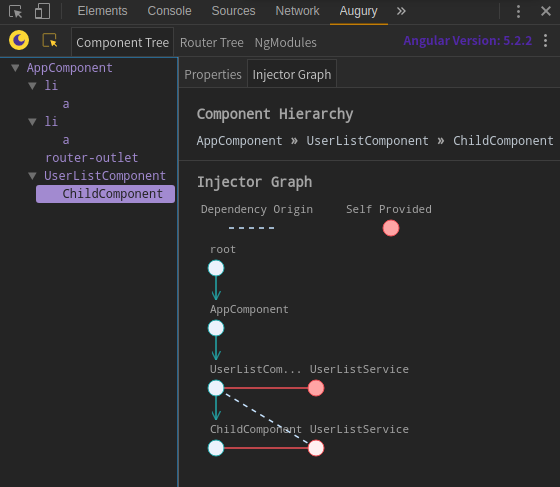 Elements Console Sources Network Augury »
Component Tree Router Tree NgModules Angular Version: 5.2.2
AppComponent
li
a
li
a
router-outlet
UserListComponent
ChildComponent
Properties Injector Graph
Component Hierarchy
AppComponent » UserListComponent » ChildComponent
Injector Graph
Dependency Origin Self Provided
root
AppComponent
UserListCom... UserListService
ChildComponent UserListService